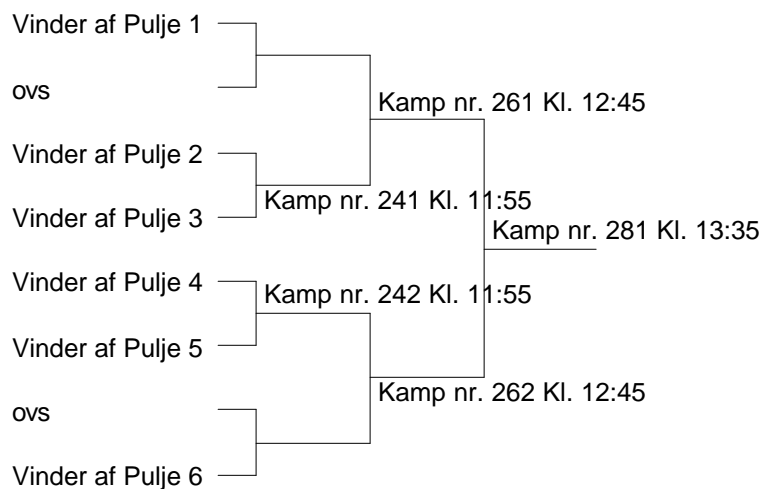 Vinder af Pulje 1
ovs
Kamp nr. 261 Kl. 12:45
Vinder af Pulje 2
Kamp nr. 241 Kl. 11:55
Vinder af Pulje 3
Kamp nr. 281 Kl. 13:35
Vinder af Pulje 4
Kamp nr. 242 Kl. 11:55
Vinder af Pulje 5
Kamp nr. 262 Kl. 12:45
ovs
Vinder af Pulje 6